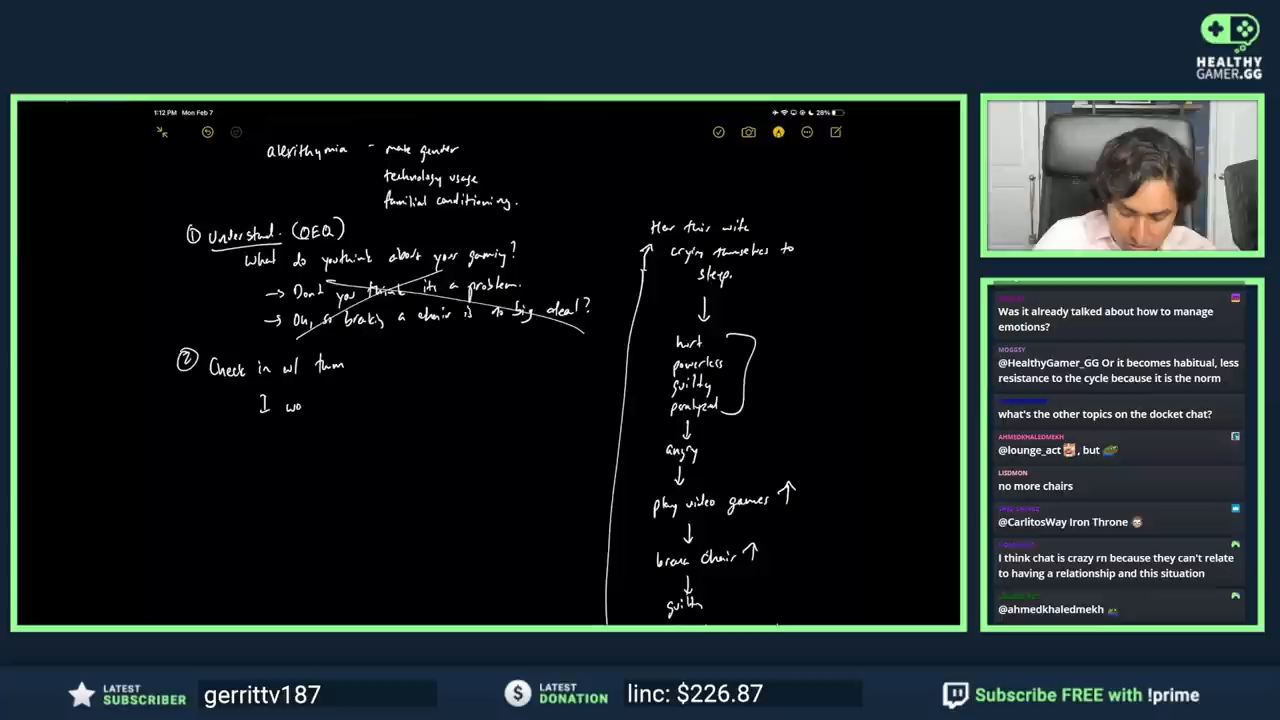 HEALTHY
GAMER.GG
1:12 PM Mon Feb 7
28%
alexithymia - male gender
technology usage
familial conditioning.
① Understand. (OEQ)
What do you think about your gaming?
→ Don't you think it's a problem.
→ Oh, so braking a chair is no big deal?
② Check in w/ them
I wo
Hear this wife
crying themselves to
sleep.
↓
hurt
powerless
guilty
paralyzed
↓
angry
↓
play video games ↑
↓
break chair ↑
↓
guilty
Was it already talked about how to manage
emotions?
MOGGSY
@HealthyGamer_GG Or it becomes habitual, less
resistance to the cycle because it is the norm
what's the other topics on the docket chat?
AHMEDKHALEDMEKH
@lounge_act , but
LISDMON
no more chairs
@CarlitosWay Iron Throne
I think chat is crazy rn because they can't relate
to having a relationship and this situation
@ahmedkhaledmekh
LATEST
SUBSCRIBER
gerrittv187
$
LATEST
DONATION
linc: $226.87
Subscribe FREE with !prime